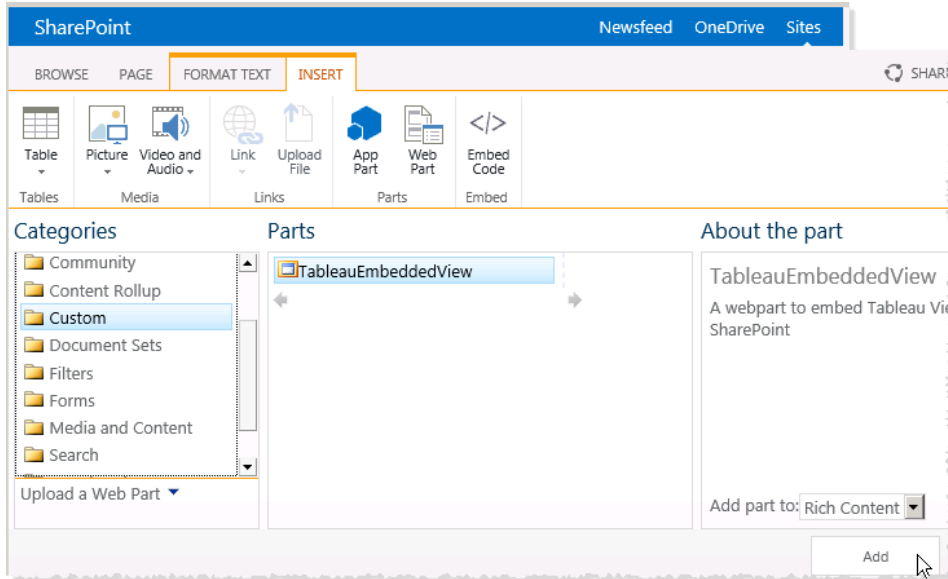 SharePoint
Newsfeed OneDrive Sites
BROWSE PAGE FORMAT TEXT INSERT
Table
Picture
Video and
Audio
Link
Upload
File
App
Part
Web
Part
</>
Embed
Code
Tables
Media
Links
Parts
Embed
Categories
Community
Content Rollup
Custom
Document Sets
Filters
Forms
Media and Content
Search
Upload a Web Part
Parts
TableauEmbeddedView
About the part
TableauEmbeddedView
A webpart to embed Tableau
SharePoint
Add part to: Rich Content
Add